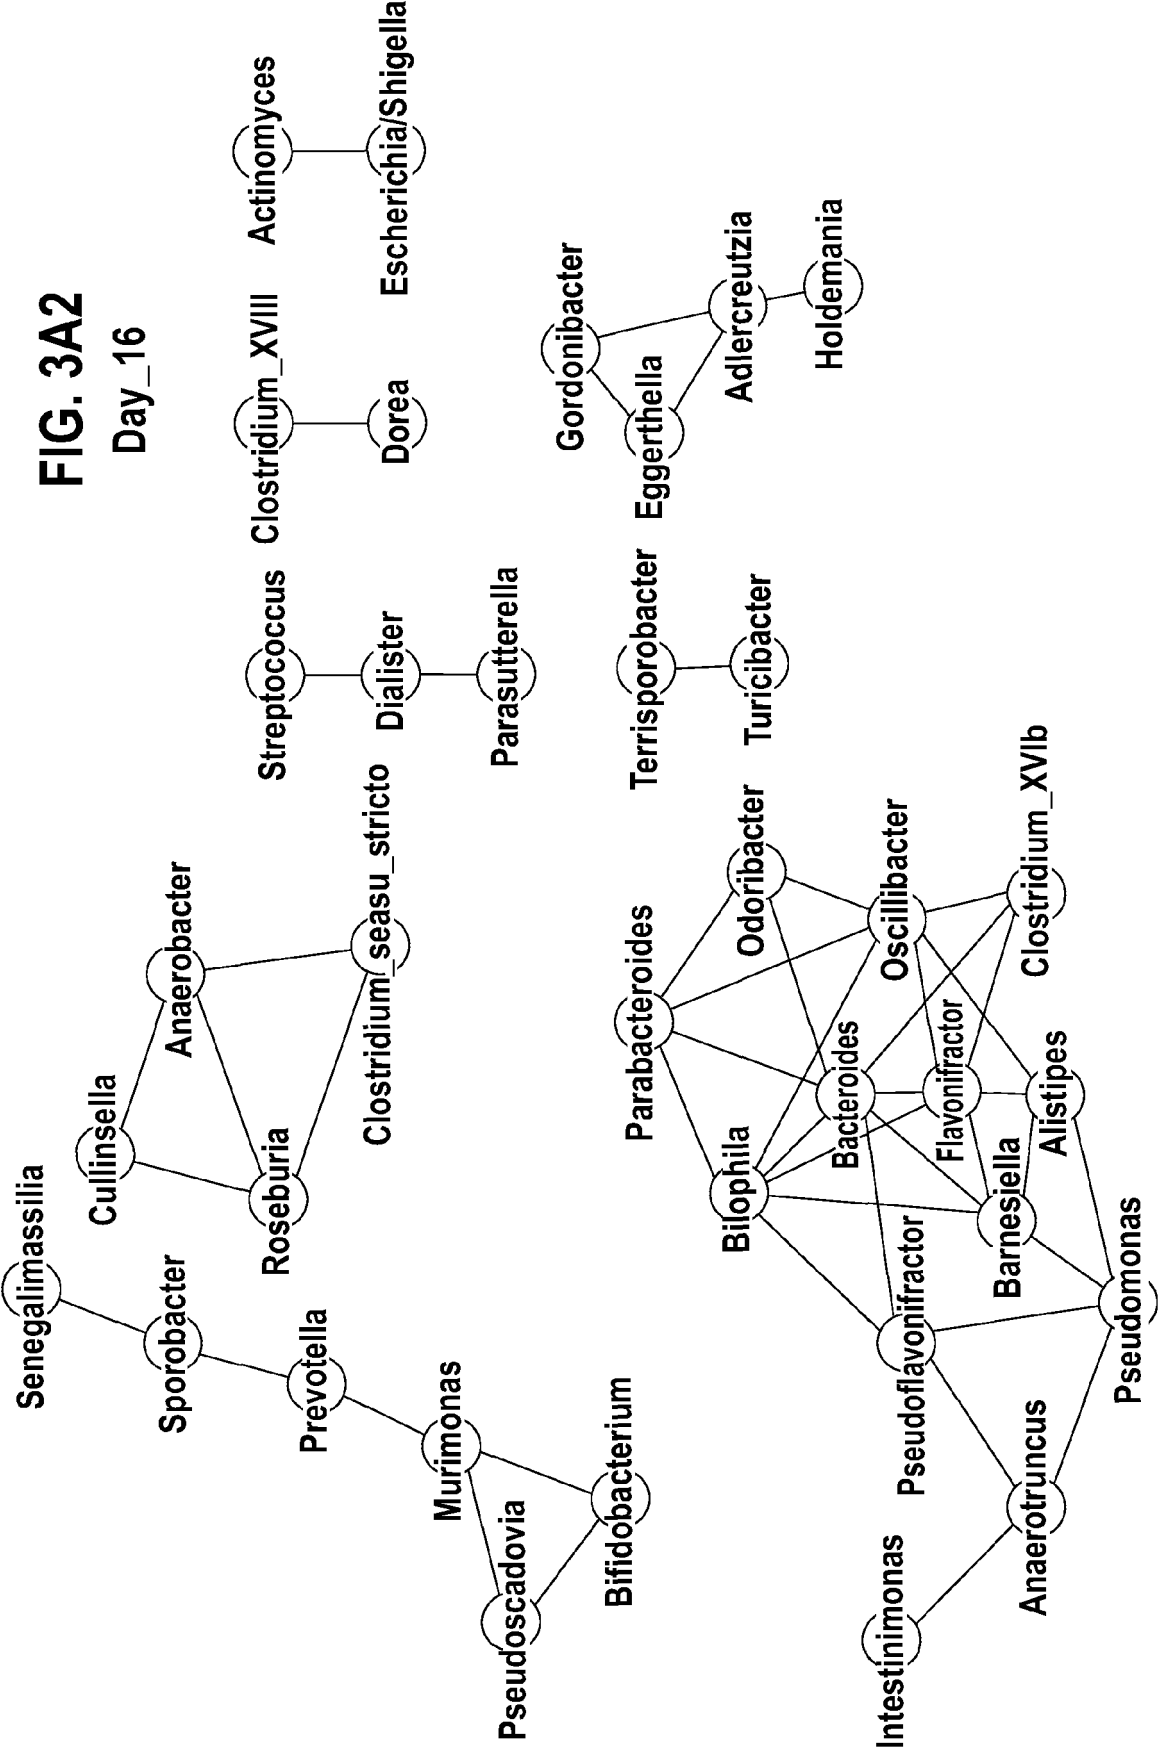 FIG. 3A2
Day_16
Senegalimassilia
Cullinsella
Sporobacter
Anaerobacter
Roseburia
Streptococcus
Clostridium_XVIII
Actinomyces
Prevotella
Clostridium_seasu_stricto
Dialister
Dorea
Escherichia/Shigella
Murimonas
Pseudoscadovia
Parasutterella
Gordonibacter
Bifidobacterium
Parabacteroides
Terrisporobacter
Eggerthella
Bilophila
Odoribacter
Turicibacter
Adlercreutzia
Bacteroides
Holdemania
Intestinimonas
Pseudoflavonifractor
Oscillibacter
Flavonifractor
Barnesiella
Anaerotruncus
Alistipes
Clostridium_XVIb
Pseudomonas